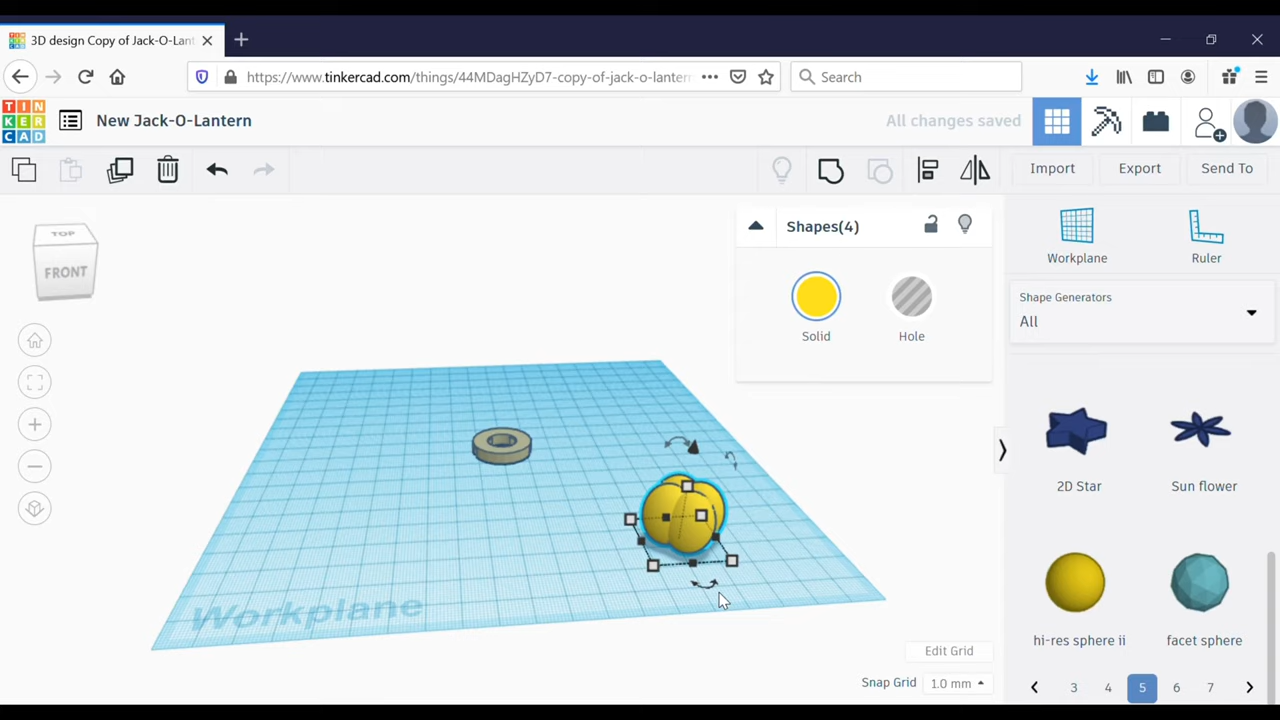 3D design Copy of Jack-O-Lant
https://www.tinkercad.com/things/44MDagHZyD7-copy-of-jack-o-lantern
Search
TIN
KER
CAD
New Jack-O-Lantern
All changes saved
Import
Export
Send To
TOP
FRONT
Shapes(4)
Solid
Hole
Workplane
Ruler
Shape Generators
All
2D Star
Sun flower
hi-res sphere ii
facet sphere
Workplane
Edit Grid
Snap Grid
1.0 mm
3
4
5
6
7